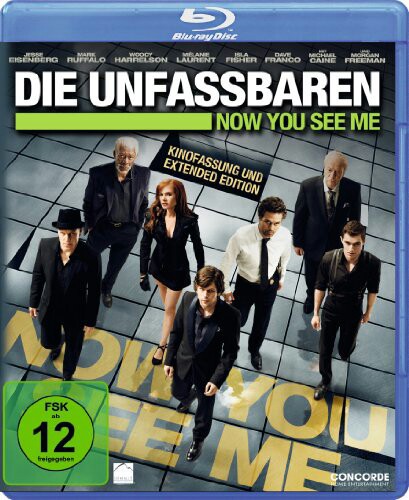 Blu-ray Disc
JESSE EISENBERG
MARK RUFFALO
WOODY HARRELSON
MÉLANIE LAURENT
ISLA FISHER
DAVE FRANCO
MICHAEL CAINE
MORGAN FREEMAN
DIE UNFASSBAREN
NOW YOU SEE ME
KINOFASSUNG UND
EXTENDED EDITION
NOW YOU
SEE ME
FSK
ab
12
freigegeben
CONCORDE
HOME ENTERTAINMENT